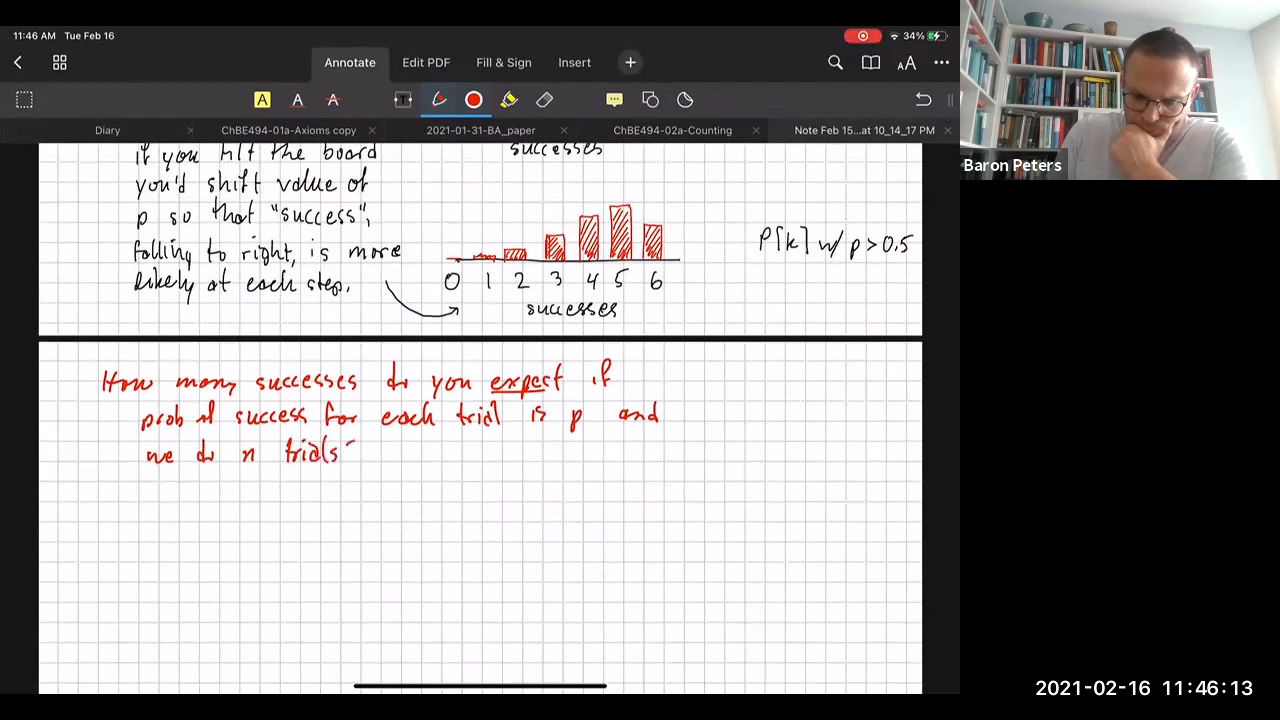 11:46 AM Tue Feb 16
34%
Annotate
Edit PDF
Fill & Sign
Insert
Diary
ChBE494-01a-Axioms copy
2021-01-31-BA_paper
ChBE494-02a-Counting
Note Feb 15...at 10_14_17 PM
Baron Peters
if you tilt the board
you'd shift value of
p so that "success",
falling to right, is more
likely at each step.
successes
0 1 2 3 4 5 6
successes
P[k] w/ p > 0.5
How many successes do you expect if
prob of success for each trial is p and
we do n trials
2021-02-16 11:46:13